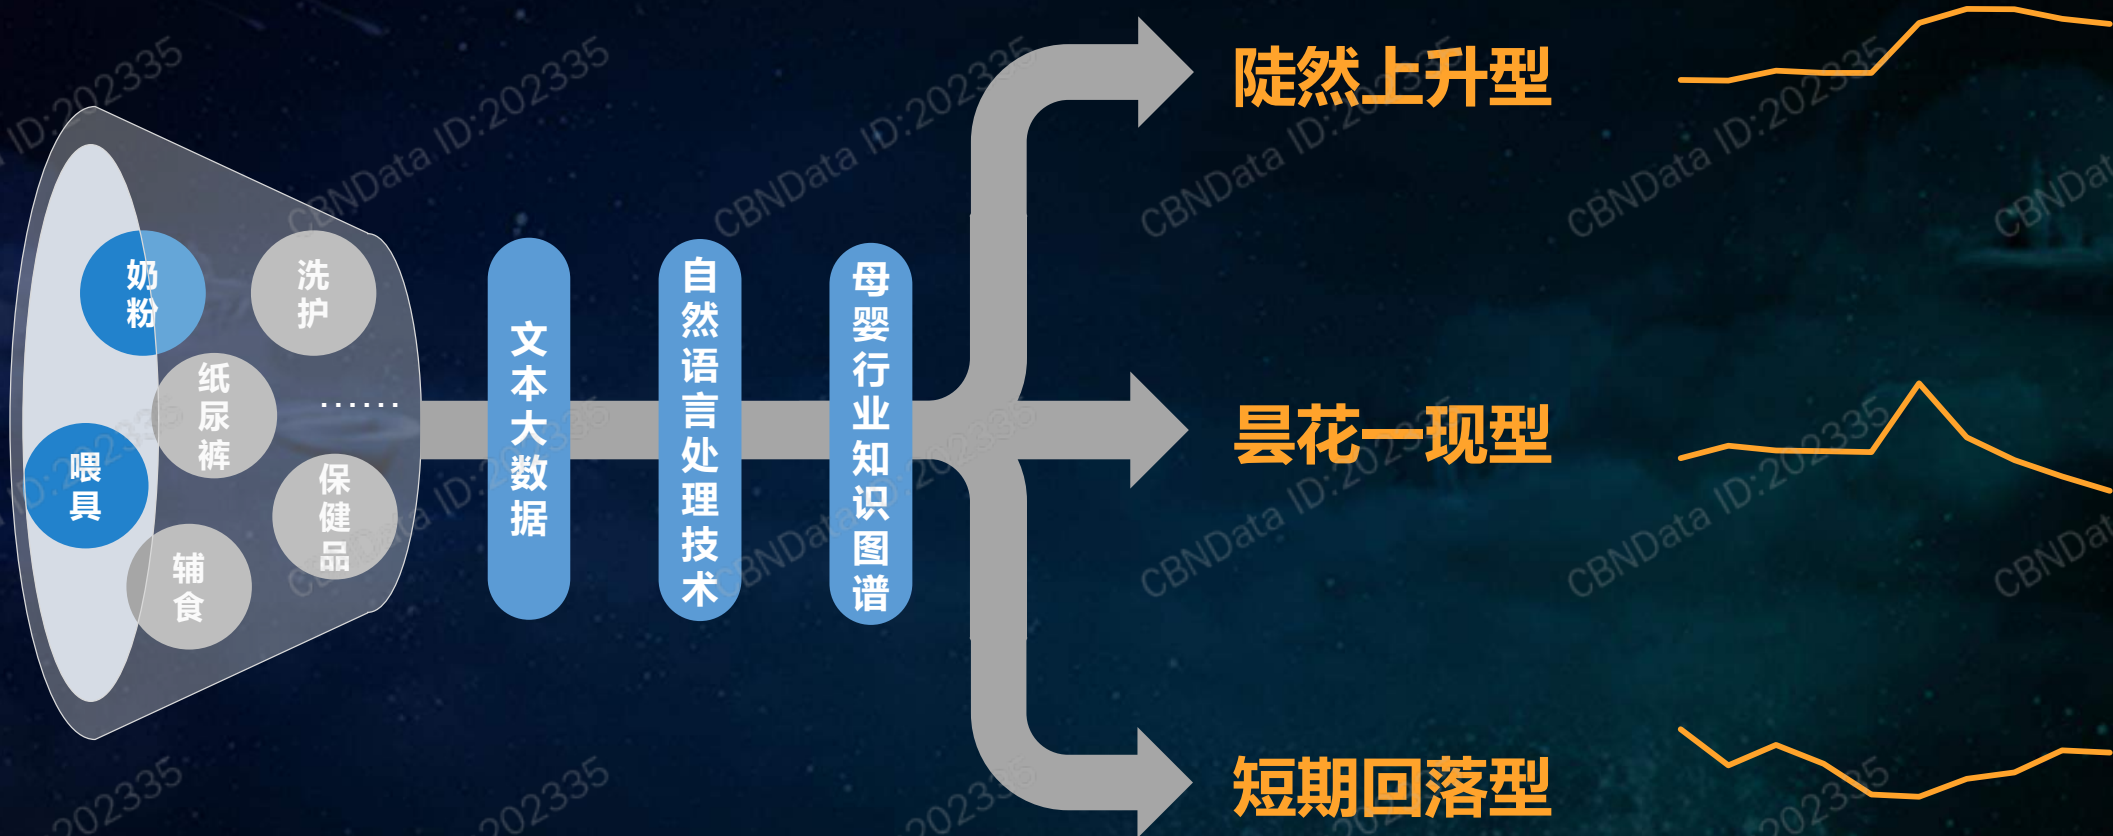 奶粉
洗护
纸尿裤
......
喂具
保健品
辅食
文本大数据
自然语言处理技术
母婴行业知识图谱
陡然上升型
昙花一现型
短期回落型
CBNData ID:202335